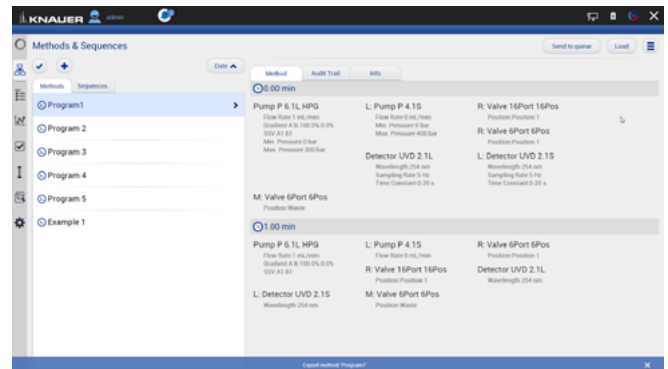 KNAUER admin
Methods & Sequences
Send to queue
Load
Date
Methods
Sequences
Program1
Program 2
Program 3
Program 4
Program 5
Example 1
Method
Audit Trail
Info
0.00 min
Pump P 6.1L HPG
Flow Rate 1 mL/min
Gradient A B 100.0% 0.0%
SSV A1 B1
Min. Pressure 0 bar
Max. Pressure 300 bar
L: Pump P 4.1S
Flow Rate 0 mL/min
Min. Pressure 0 bar
Max. Pressure 400 bar
R: Valve 16Port 16Pos
Position Position 1
R: Valve 6Port 6Pos
Position Position 1
Detector UVD 2.1L
Wavelength 254 nm
Sampling Rate 5 Hz
Time Constant 0.20 s
L: Detector UVD 2.1S
Wavelength 254 nm
Sampling Rate 5 Hz
Time Constant 0.20 s
M: Valve 6Port 6Pos
Position Waste
1.00 min
Pump P 6.1L HPG
Flow Rate 1 mL/min
Gradient A B 100.0% 0.0%
SSV A1 B1
L: Pump P 4.1S
Flow Rate 0 mL/min
R: Valve 6Port 6Pos
Position Position 1
R: Valve 16Port 16Pos
Position Position 1
Detector UVD 2.1L
Wavelength 254 nm
L: Detector UVD 2.1S
Wavelength 254 nm
M: Valve 6Port 6Pos
Position Waste
Export method "Program1"